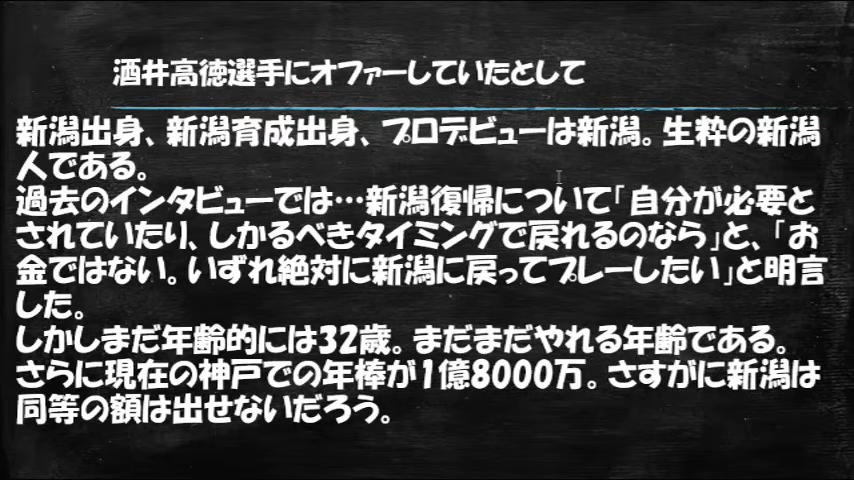 酒井高徳選手にオファーしていたとして
新潟出身、新潟育成出身、プロデビューは新潟。生粋の新潟
人である。
過去のインタビューでは…新潟復帰について「自分が必要と
されていたり、しかるべきタイミングで戻れるのなら」と、「お
金ではない。いずれ絶対に新潟に戻ってプレーしたい」と明言
した。
しかしまだ年齢的には32歳。まだまだやれる年齢である。
さらに現在の神戸での年棒が1億8000万。さすがに新潟は
同等の額は出せないだろう。